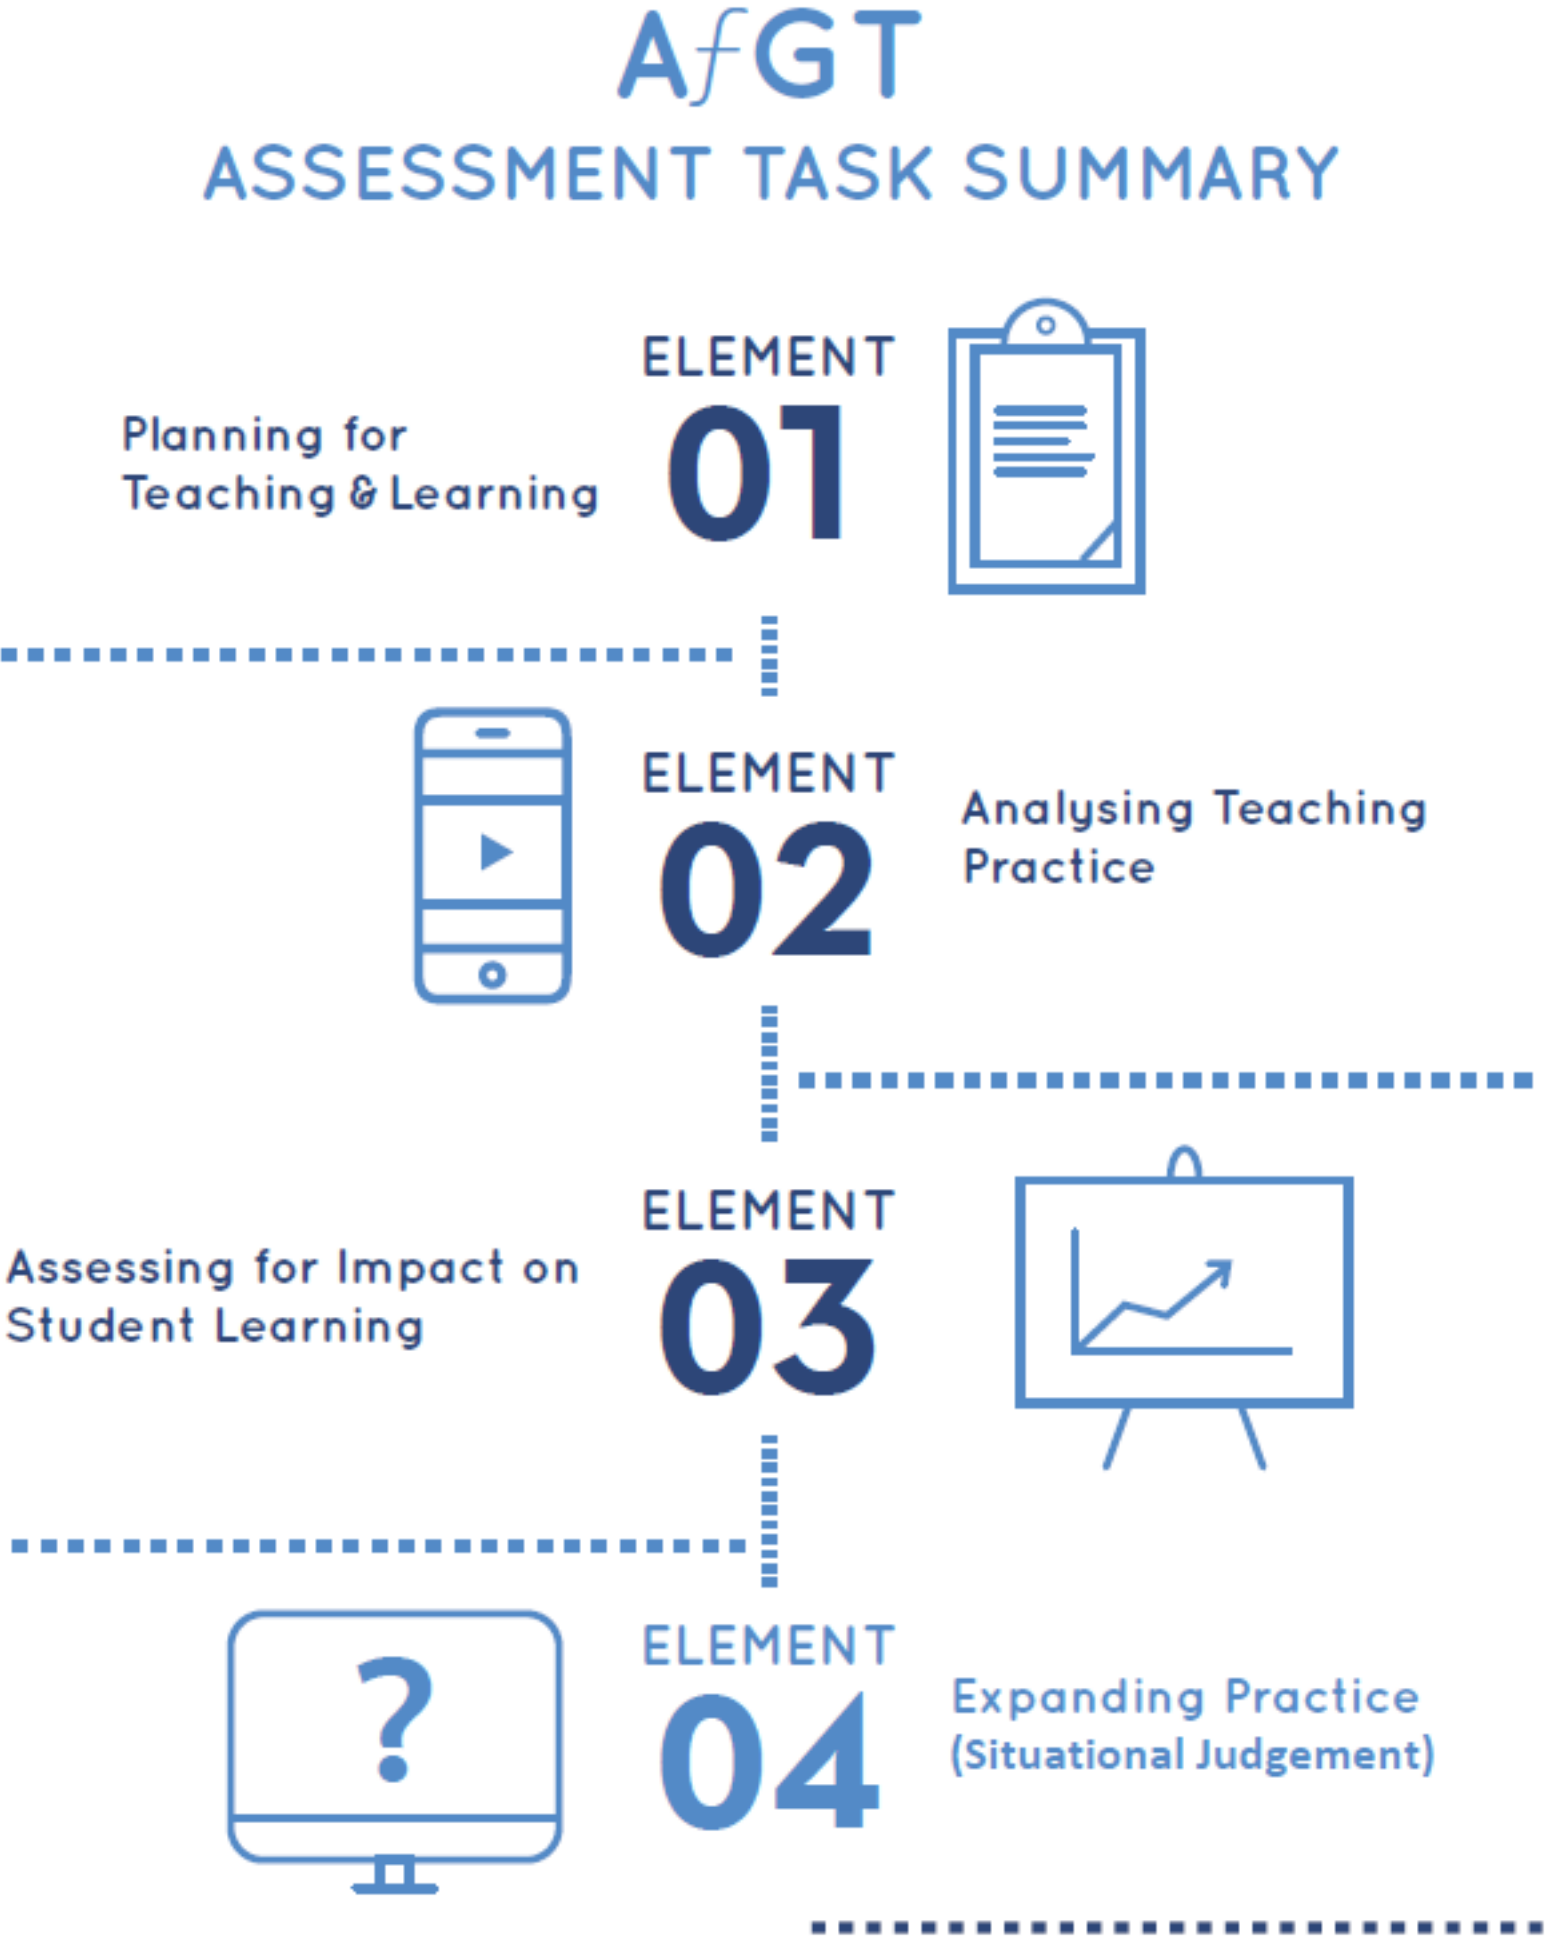 AfGT
ASSESSMENT TASK SUMMARY
ELEMENT
01
Planning for
Teaching & Learning
ELEMENT
02
Analysing Teaching
Practice
ELEMENT
03
Assessing for Impact on
Student Learning
?
ELEMENT
04
Expanding Practice
(Situational Judgement)